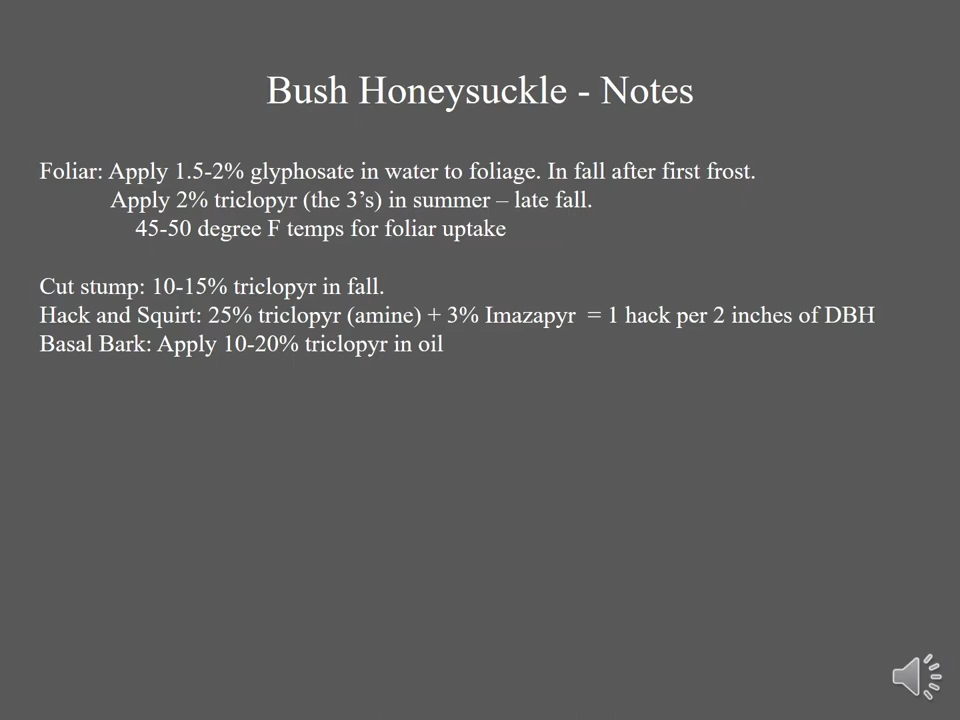 Bush Honeysuckle - Notes
Foliar: Apply 1.5-2% glyphosate in water to foliage. In fall after first frost.
Apply 2% triclopyr (the 3’s) in summer – late fall.
45-50 degree F temps for foliar uptake
Cut stump: 10-15% triclopyr in fall.
Hack and Squirt: 25% triclopyr (amine) + 3% Imazapyr = 1 hack per 2 inches of DBH
Basal Bark: Apply 10-20% triclopyr in oil